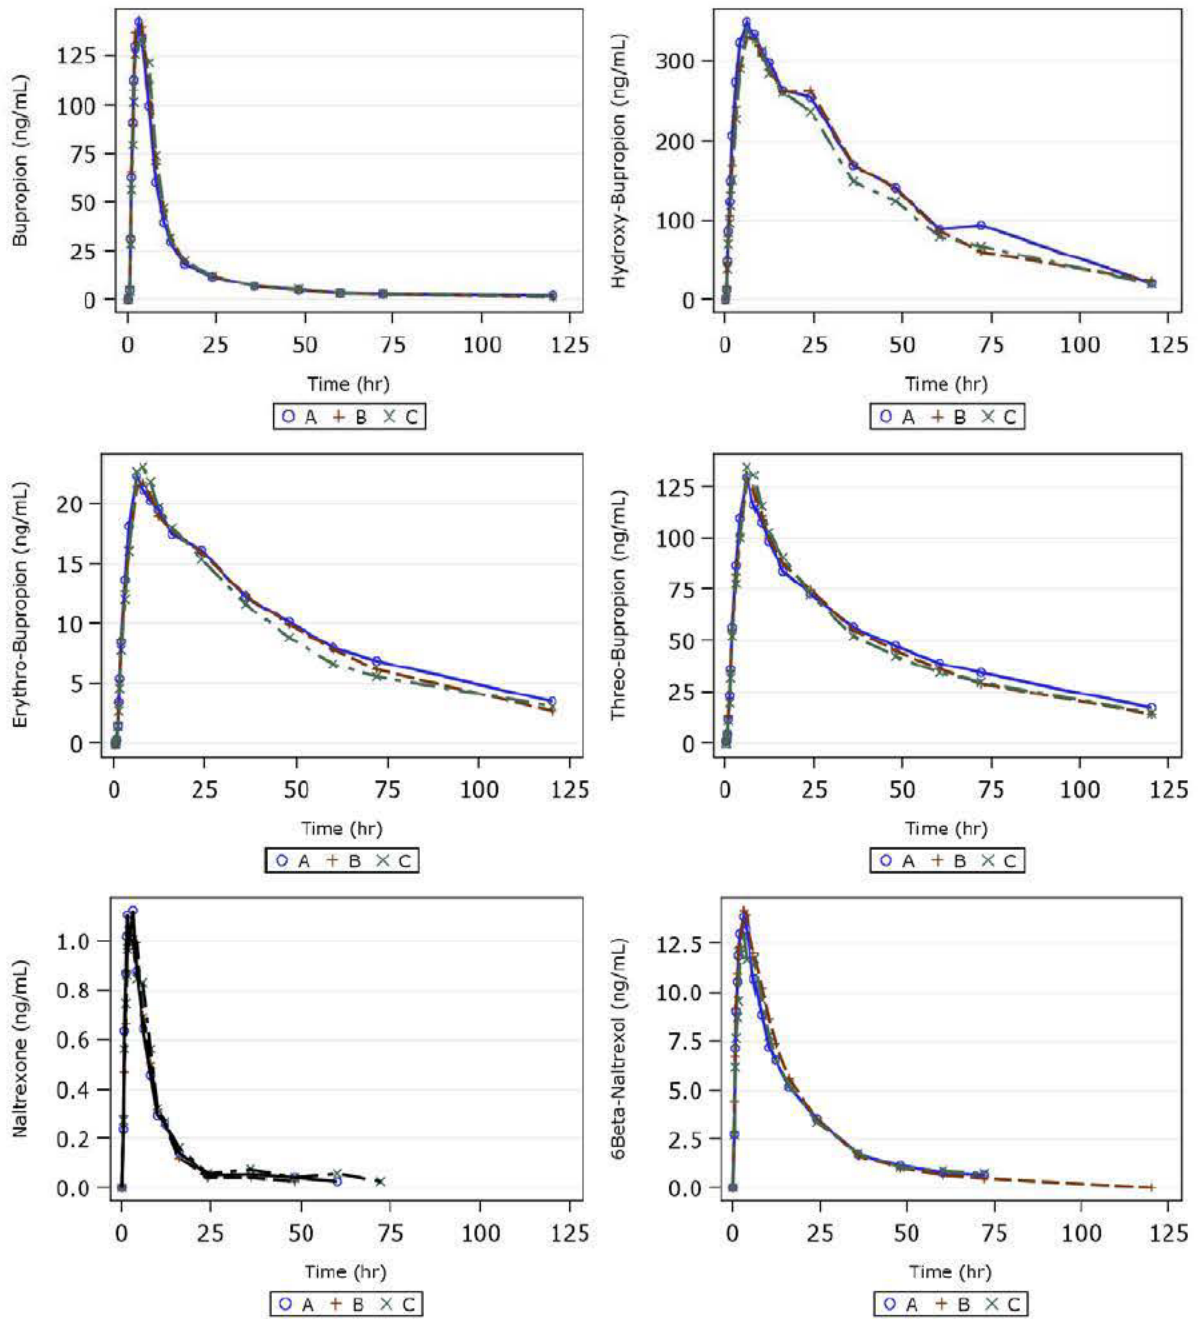 Bupropion (ng/mL)
125
100
75
50
25
0
0 25 50 75 100 125
Time (hr)
A B C
Hydroxy-Bupropion (ng/mL)
300
200
100
0
0 25 50 75 100 125
Time (hr)
A B C
Erythro-Bupropion (ng/mL)
20
15
10
5
0
0 25 50 75 100 125
Time (hr)
A B C
Threo-Bupropion (ng/mL)
125
100
75
50
25
0
0 25 50 75 100 125
Time (hr)
A B C
Naltrexone (ng/mL)
1.0
0.8
0.6
0.4
0.2
0.0
0 25 50 75 100 125
Time (hr)
A B C
6Beta-Naltrexol (ng/mL)
12.5
10.0
7.5
5.0
2.5
0.0
0 25 50 75 100 125
Time (hr)
A B C